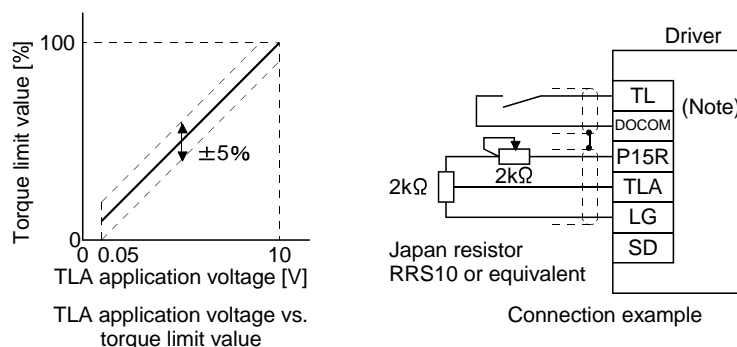 100
0
0 0.05
10
Torque limit value [%]
±5%
TLA application voltage [V]
TLA application voltage vs.
torque limit value
Driver
TL
DOCOM
P15R
TLA
LG
SD
(Note)
2kΩ
2kΩ
Japan resistor
RRS10 or equivalent
Connection example